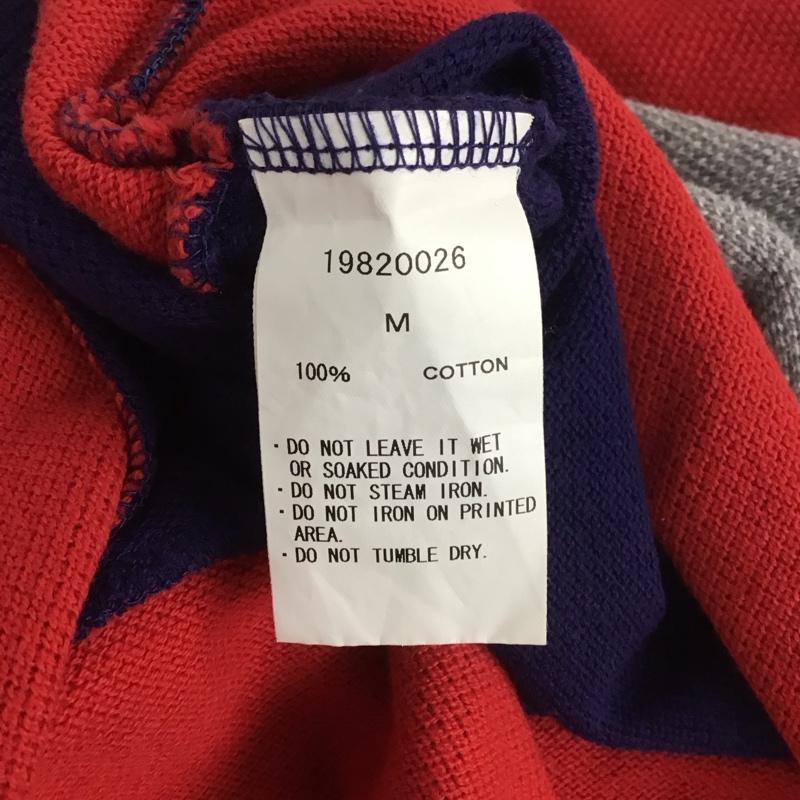 19820026
M
100% COTTON
・DO NOT LEAVE IT WET
OR SOAKED CONDITION.
・DO NOT STEAM IRON.
・DO NOT IRON ON PRINTED
AREA.
・DO NOT TUMBLE DRY.